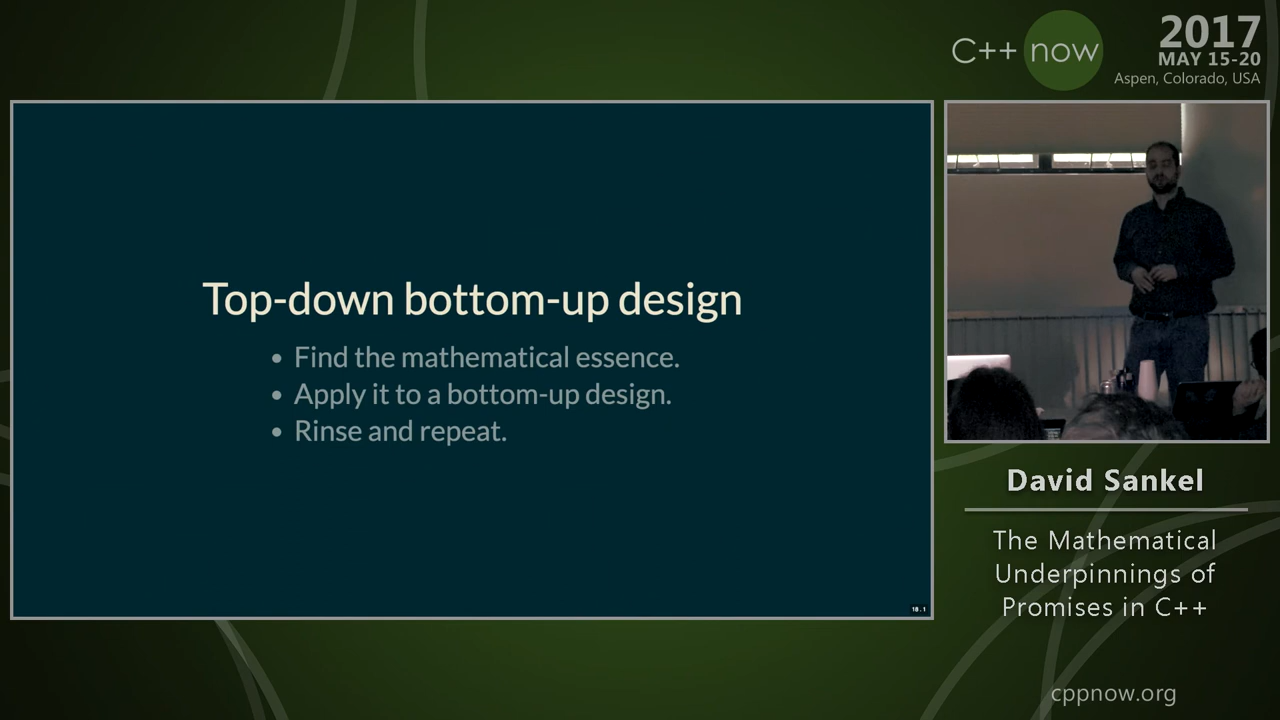 C++ now
2017
MAY 15-20
Aspen, Colorado, USA
Top-down bottom-up design
• Find the mathematical essence.
• Apply it to a bottom-up design.
• Rinse and repeat.
18.1
David Sankel
The Mathematical
Underpinnings of
Promises in C++
cppnow.org